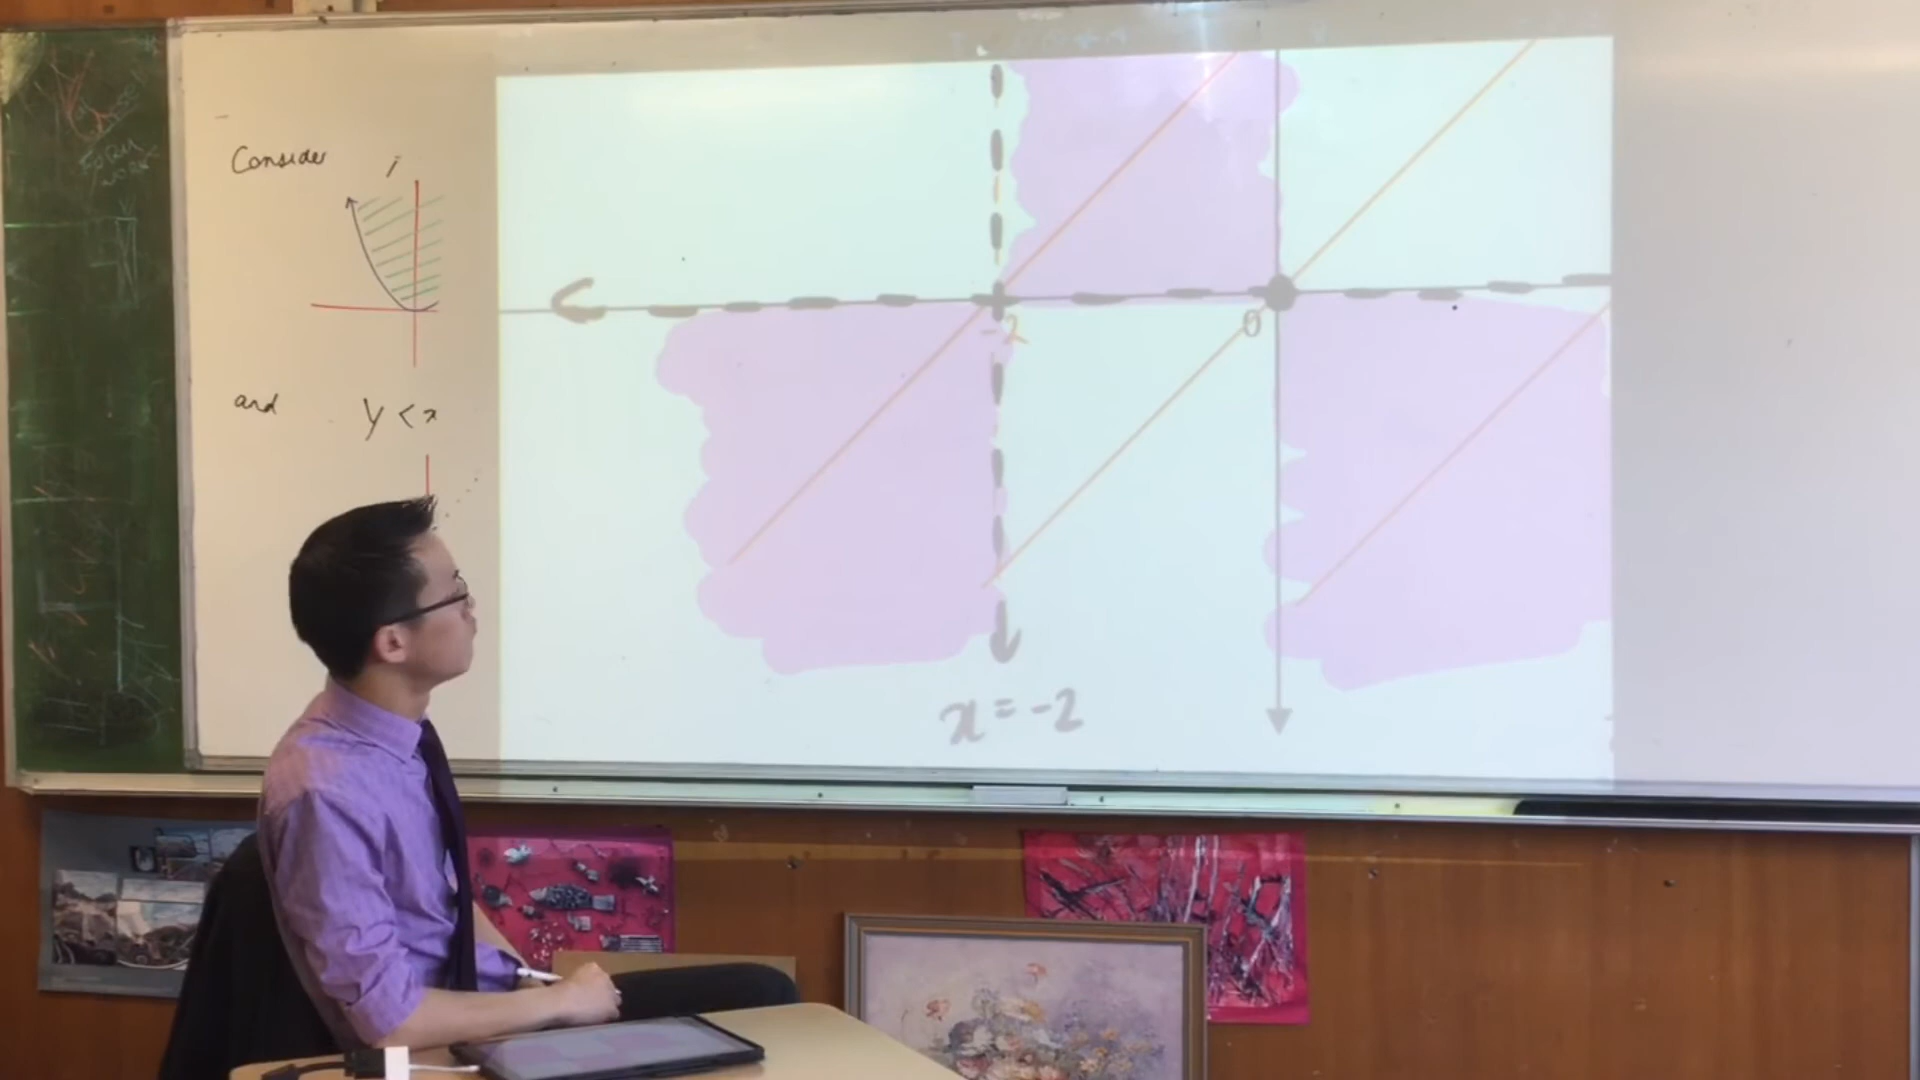 Consider
and y < x
-2
0
x = -2